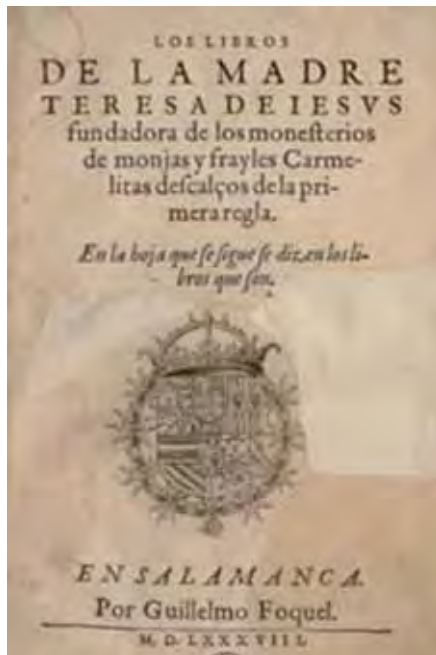 LOS LIBROS
DE LA MADRE
TERESA DE IESVS
fundadora de los monesterios
de monjas y frayles Carme-
litas descalços de la pri-
mera regla.
En la hoja que se sigue se dizen los li-
bros que son.
EN SALAMANCA.
Por Guillelmo Foquel.
M. D. LXXXVIII.